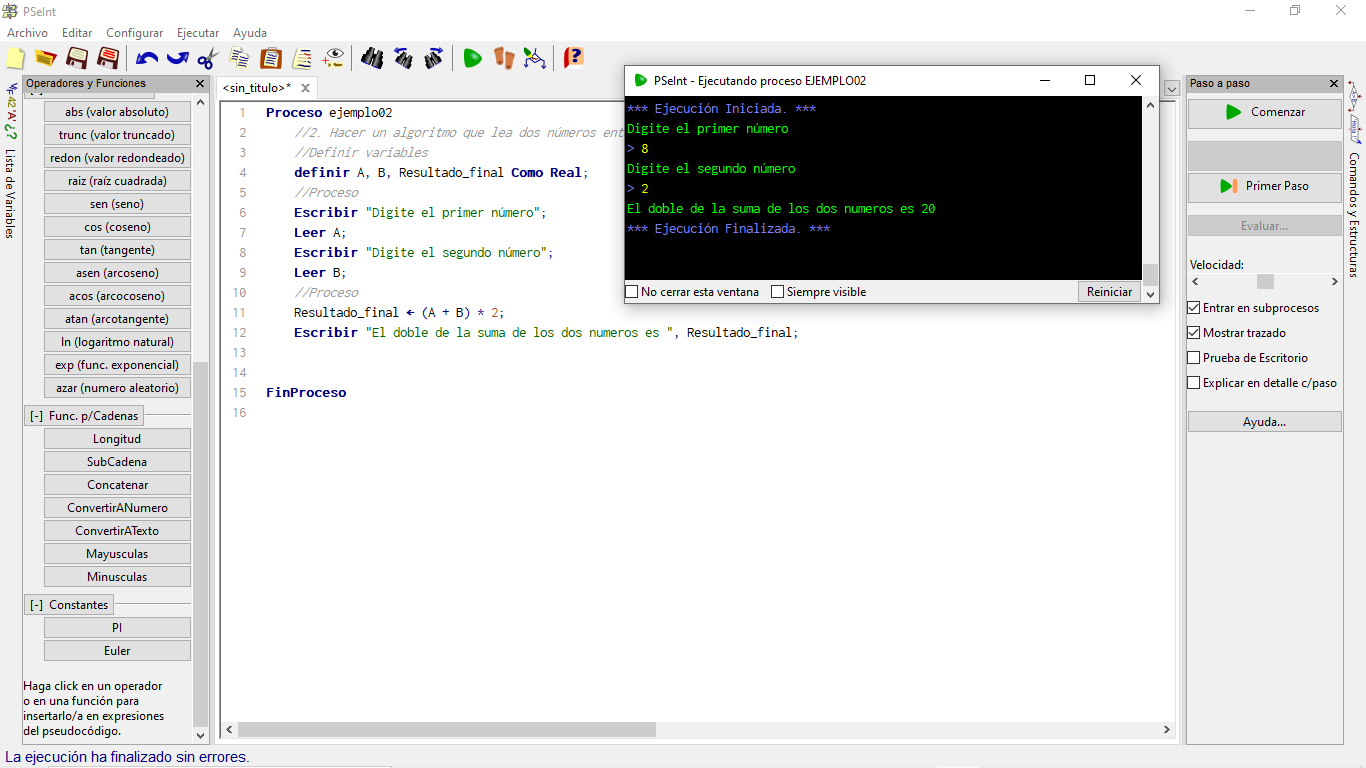 PSeInt
Archivo Editar Configurar Ejecutar Ayuda
Operadores y Funciones
abs (valor absoluto)
trunc (valor truncado)
redon (valor redondeado)
raiz (raíz cuadrada)
sen (seno)
cos (coseno)
tan (tangente)
asen (arcoseno)
acos (arcocoseno)
atan (arcotangente)
ln (logaritmo natural)
exp (func. exponencial)
azar (numero aleatorio)
[-] Func. p/Cadenas
Longitud
SubCadena
Concatenar
ConvertirANumero
ConvertirATexto
Mayusculas
Minusculas
[-] Constantes
PI
Euler
Haga click en un operador
o en una función para
insertarlo/a en expresiones
del pseudocódigo.
Lista de Variables
<sin_titulo>*
1 Proceso ejemplo02
2 //2. Hacer un algoritmo que lea dos números ent
3 //Definir variables
4 definir A, B, Resultado_final Como Real;
5 //Proceso
6 Escribir "Digite el primer número";
7 Leer A;
8 Escribir "Digite el segundo número";
9 Leer B;
10 //Proceso
11 Resultado_final ← (A + B) * 2;
12 Escribir "El doble de la suma de los dos numeros es ", Resultado_final;
13
14
15 FinProceso
16
PSeInt - Ejecutando proceso EJEMPLO02
*** Ejecución Iniciada. ***
Digite el primer número
> 8
Digite el segundo número
> 2
El doble de la suma de los dos numeros es 20
*** Ejecución Finalizada. ***
No cerrar esta ventana Siempre visible Reiniciar
Paso a paso
Comenzar
Primer Paso
Evaluar...
Velocidad:
Entrar en subprocesos
Mostrar trazado
Prueba de Escritorio
Explicar en detalle c/paso
Ayuda...
Comandos y Estructuras
La ejecución ha finalizado sin errores.